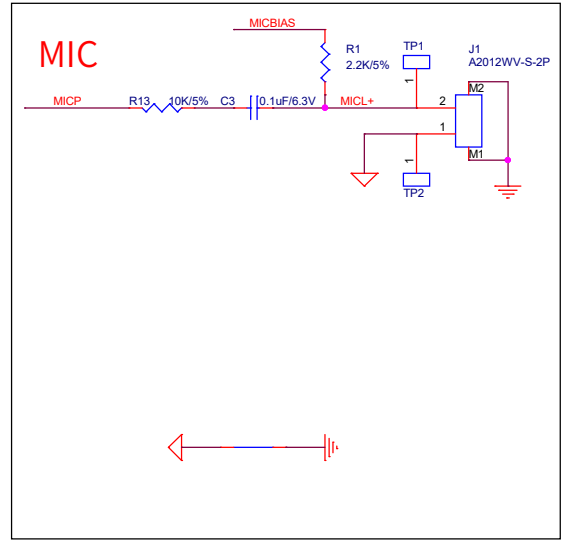 MICBIAS
MIC
R1
2.2K/5%
TP1
J1
A2012WV-S-2P
1
M2
MICP
R13
10K/5%
C3
0.1uF/6.3V
MICL+
2
1
1
M1
TP2